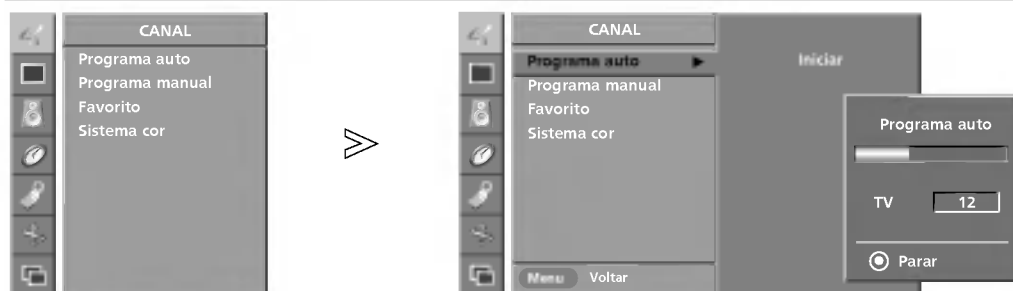 CANAL
Programa auto
Programa manual
Favorito
Sistema cor
CANAL
Programa auto
Programa manual
Favorito
Sistema cor
Menu Voltar
Iniciar
Programa auto
TV 12
Parar